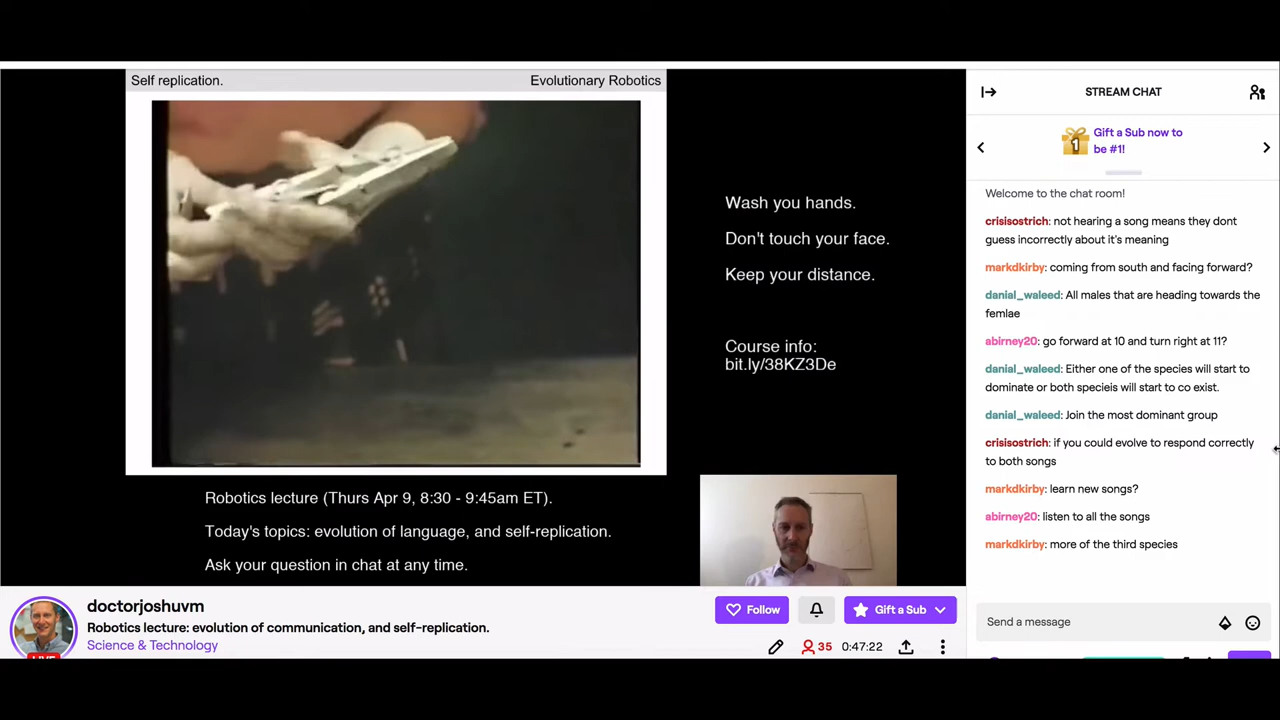 Self replication.
Evolutionary Robotics
Wash you hands.
Don't touch your face.
Keep your distance.
Course info:
bit.ly/38KZ3De
Robotics lecture (Thurs Apr 9, 8:30 - 9:45am ET).
Today's topics: evolution of language, and self-replication.
Ask your question in chat at any time.
doctorjoshuvm
Robotics lecture: evolution of communication, and self-replication.
Science & Technology
LIVE
Follow
Gift a Sub
35
0:47:22
STREAM CHAT
1
Gift a Sub now to
be #1!
Welcome to the chat room!
crisisostrich: not hearing a song means they dont
guess incorrectly about it's meaning
markdkirby: coming from south and facing forward?
danial_waleed: All males that are heading towards the
femlae
abirney20: go forward at 10 and turn right at 11?
danial_waleed: Either one of the species will start to
dominate or both specieis will start to co exist.
danial_waleed: Join the most dominant group
crisisostrich: if you could evolve to respond correctly
to both songs
markdkirby: learn new songs?
abirney20: listen to all the songs
markdkirby: more of the third species
Send a message